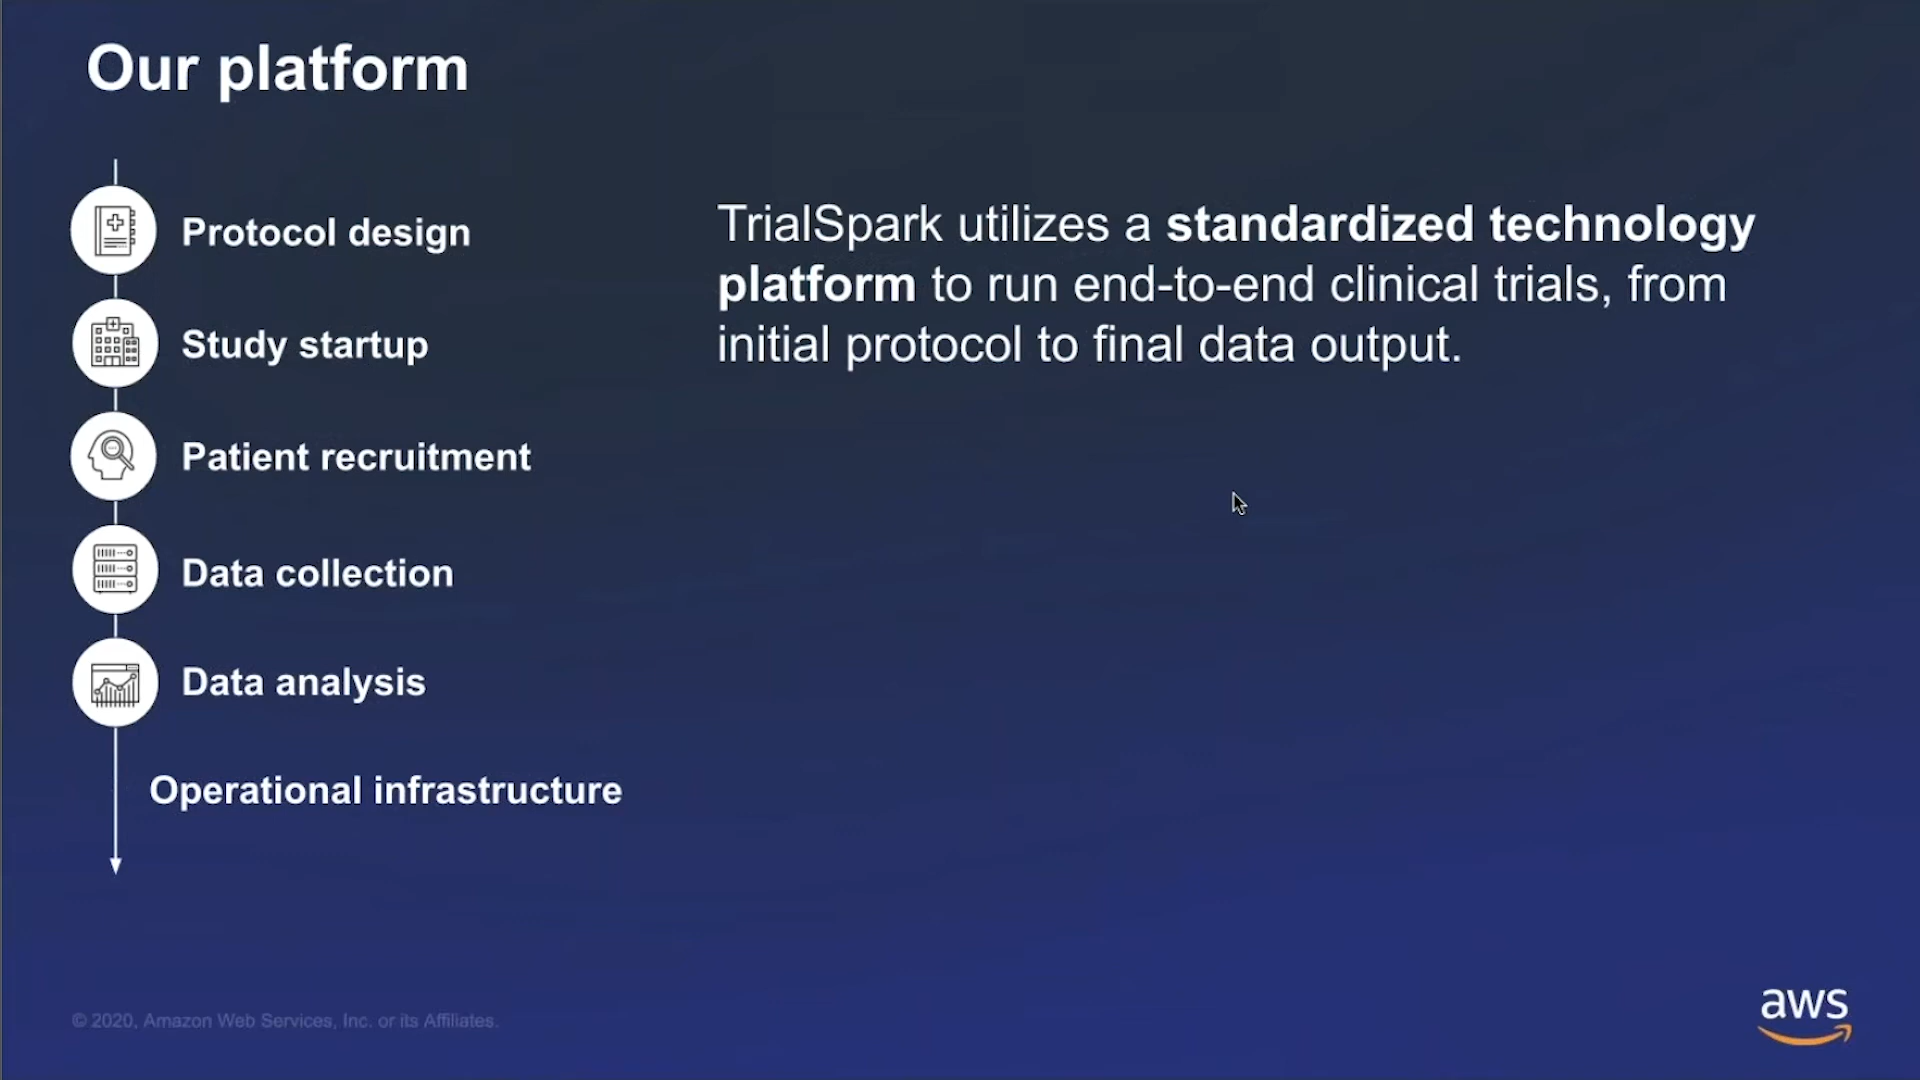 Our platform
Protocol design
Study startup
Patient recruitment
Data collection
Data analysis
Operational infrastructure
TrialSpark utilizes a standardized technology
platform to run end-to-end clinical trials, from
initial protocol to final data output.
© 2020, Amazon Web Services, Inc. or its Affiliates.
aws